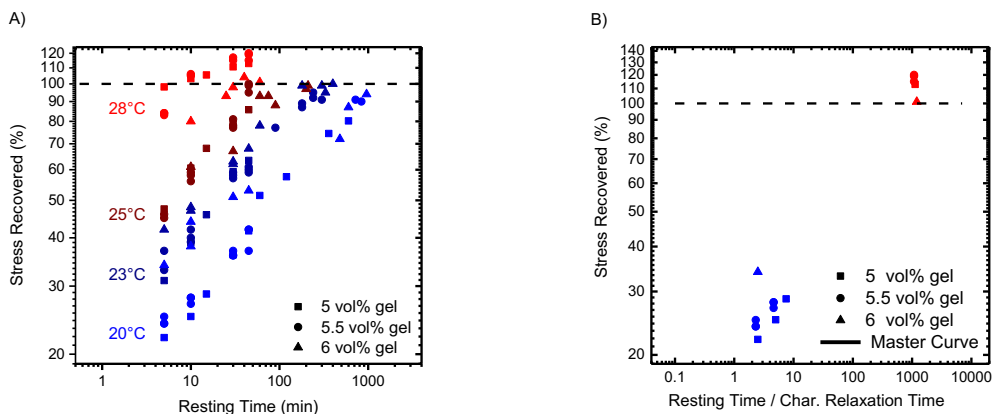 A)
120
100
90
80
70
60
50
40
30
20
1
10
100
1000
Stress Recovered (%)
Resting Time (min)
28°C
25°C
23°C
20°C
5 vol% gel
5.5 vol% gel
6 vol% gel
B)
140
120
100
90
80
70
60
50
40
30
20
0.1
1
10
100
1000
10000
Stress Recovered (%)
Resting Time / Char. Relaxation Time
5 vol% gel
5.5 vol% gel
6 vol% gel
Master Curve